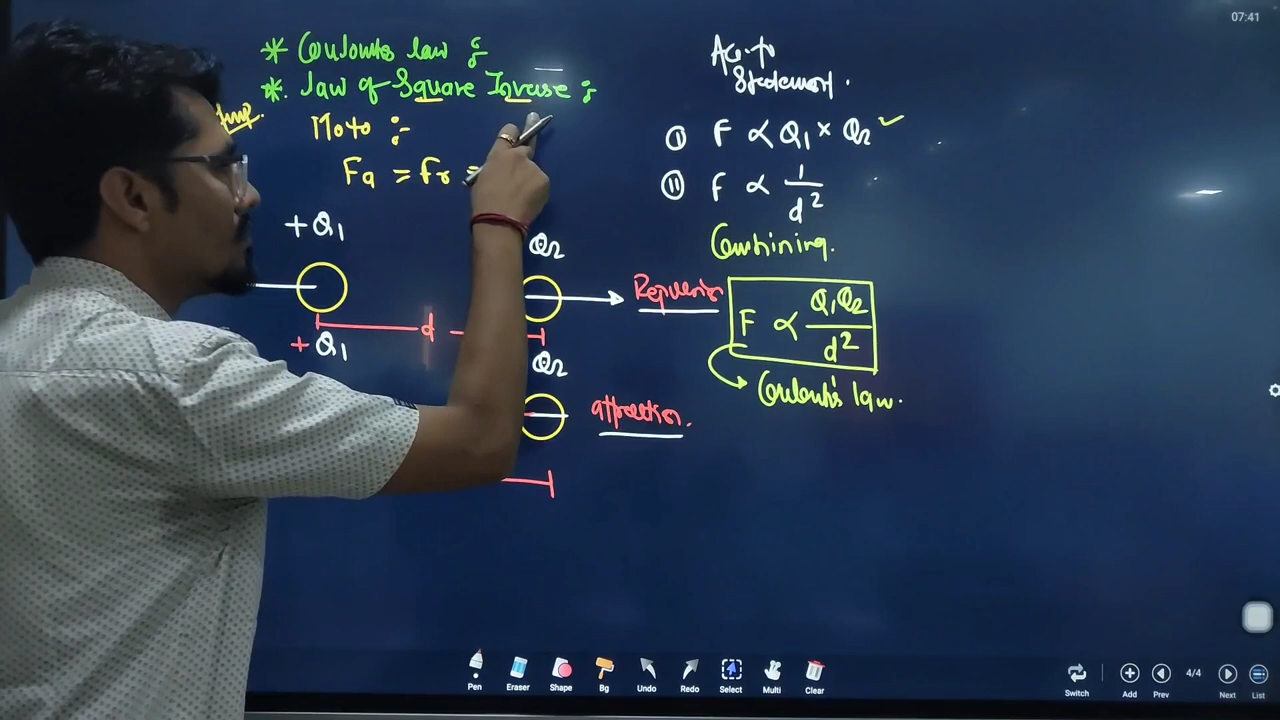 07:41
* Coulomb's law :-
*. law of Square Inverse :-
Imp.
Moto :-
Fa = Fr =
+Q1
Q2
Repulsion
d
+Q1
Q2
attraction.
Acc. to
Statement.
(I) F ∝ Q1 × Q2 ✓
(II) F ∝ 1/d²
Combining.
F ∝ Q1Q2/d²
Coulomb's law.
Pen
Eraser
Shape
Bg
Undo
Redo
Select
Multi
Clear
Switch
Add
Prev
4/4
Next
List